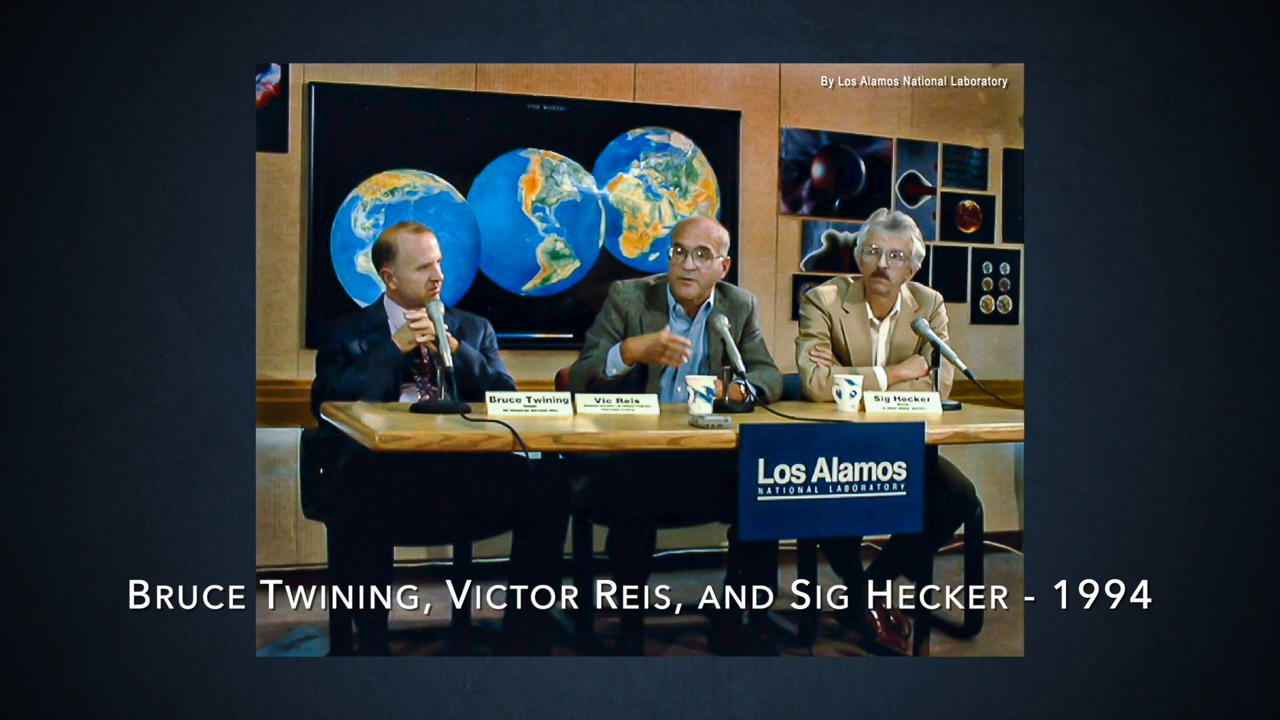 By Los Alamos National Laboratory
Bruce Twining
Vic Reis
Sig Hecker
Los Alamos
NATIONAL LABORATORY
BRUCE TWINING, VICTOR REIS, AND SIG HECKER - 1994